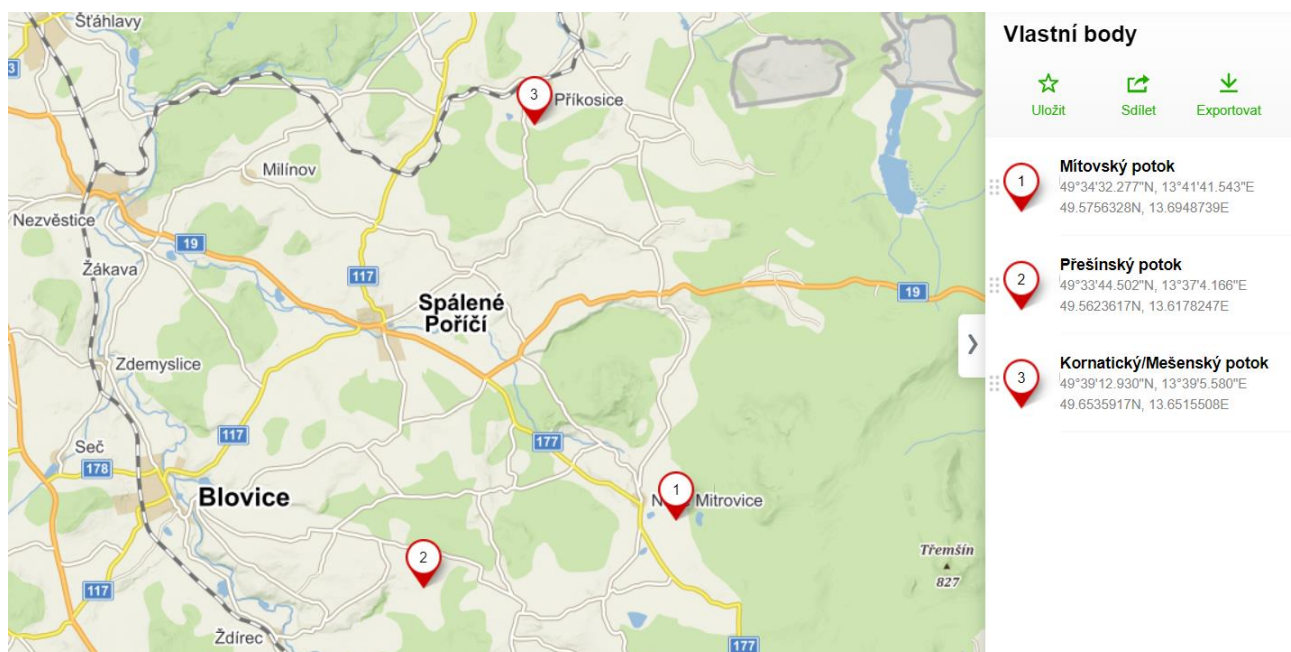 Šťáhlavy
3
3
Příkosice
Milínov
Nezvěstice
19
Žákava
117
Spálené
Poříčí
19
Zdemyslice
117
177
Seč
178
Blovice
1
Mitrovice
2
Třemšín
827
117
Ždírec
177
Vlastní body
Uložit
Sdílet
Exportovat
1
Mítovský potok
49°34'32.277"N, 13°41'41.543"E
49.5756328N, 13.6948739E
2
Přešínský potok
49°33'44.502"N, 13°37'4.166"E
49.5623617N, 13.6178247E
3
Kornatický/Mešenský potok
49°39'12.930"N, 13°39'5.580"E
49.6535917N, 13.6515508E